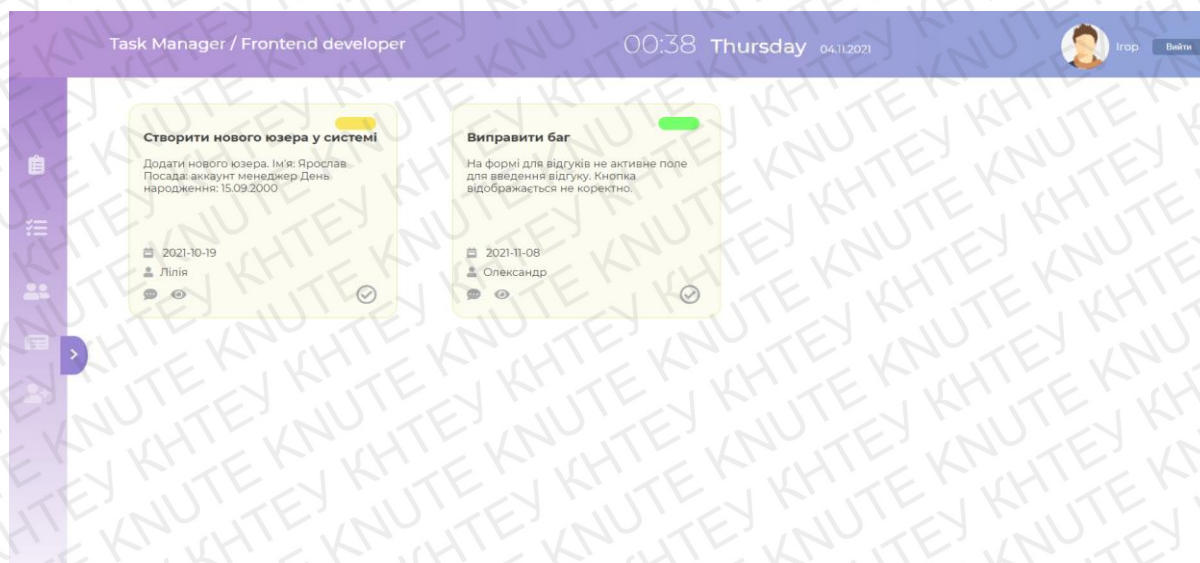 Task Manager / Frontend developer
00:38 Thursday 04.11.2021
Ігор
Вийти
Створити нового юзера у системі
Додати нового юзера. Ім'я: Ярослав
Посада: аккаунт менеджер День
народження: 15.09.2000
2021-10-19
Лілія
Виправити баг
На формі для відгуків не активне поле
для введення відгуку. Кнопка
відображається не коректно.
2021-11-08
Олександр
KNUTE КНТЕУ